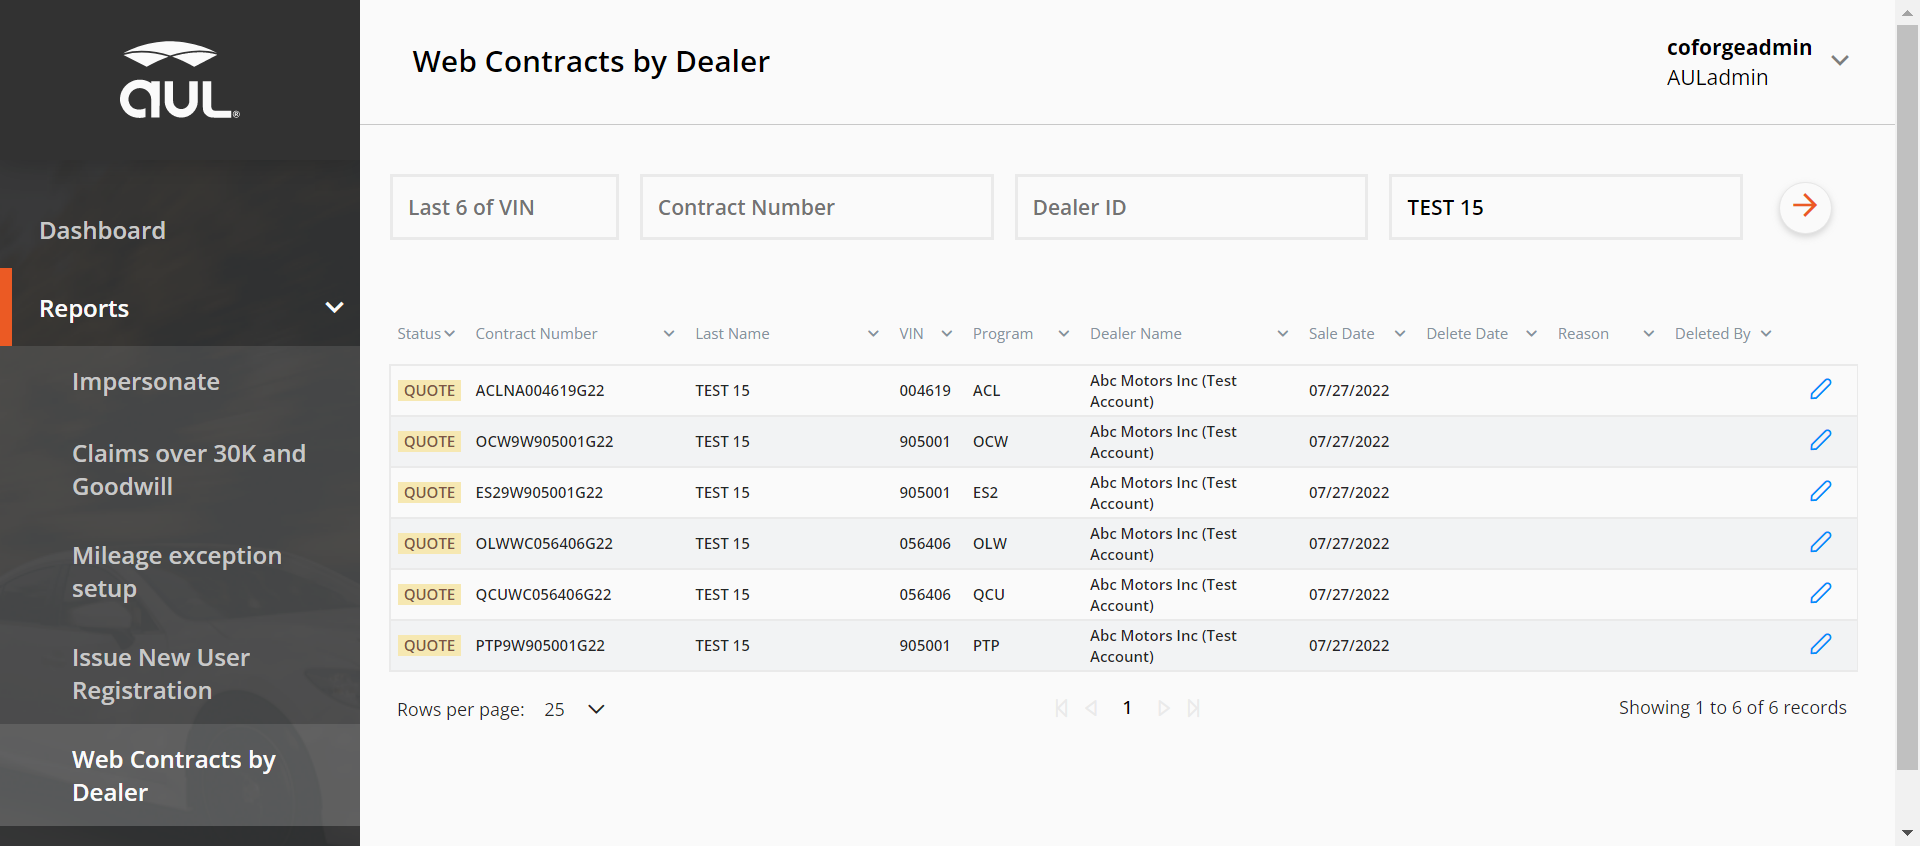 aUL®
Dashboard
Reports
Impersonate
Claims over 30K and
Goodwill
Mileage exception
setup
Issue New User
Registration
Web Contracts by
Dealer
Web Contracts by Dealer
coforgeadmin
AULadmin
Last 6 of VIN Contract Number Dealer ID TEST 15
Status Contract Number Last Name VIN Program Dealer Name Sale Date Delete Date Reason Deleted By
QUOTE ACLNA004619G22 TEST 15 004619 ACL Abc Motors Inc (Test Account) 07/27/2022
QUOTE OCW9W905001G22 TEST 15 905001 OCW Abc Motors Inc (Test Account) 07/27/2022
QUOTE ES29W905001G22 TEST 15 905001 ES2 Abc Motors Inc (Test Account) 07/27/2022
QUOTE OLWWC056406G22 TEST 15 056406 OLW Abc Motors Inc (Test Account) 07/27/2022
QUOTE QCUWC056406G22 TEST 15 056406 QCU Abc Motors Inc (Test Account) 07/27/2022
QUOTE PTP9W905001G22 TEST 15 905001 PTP Abc Motors Inc (Test Account) 07/27/2022
Rows per page: 25 1 Showing 1 to 6 of 6 records